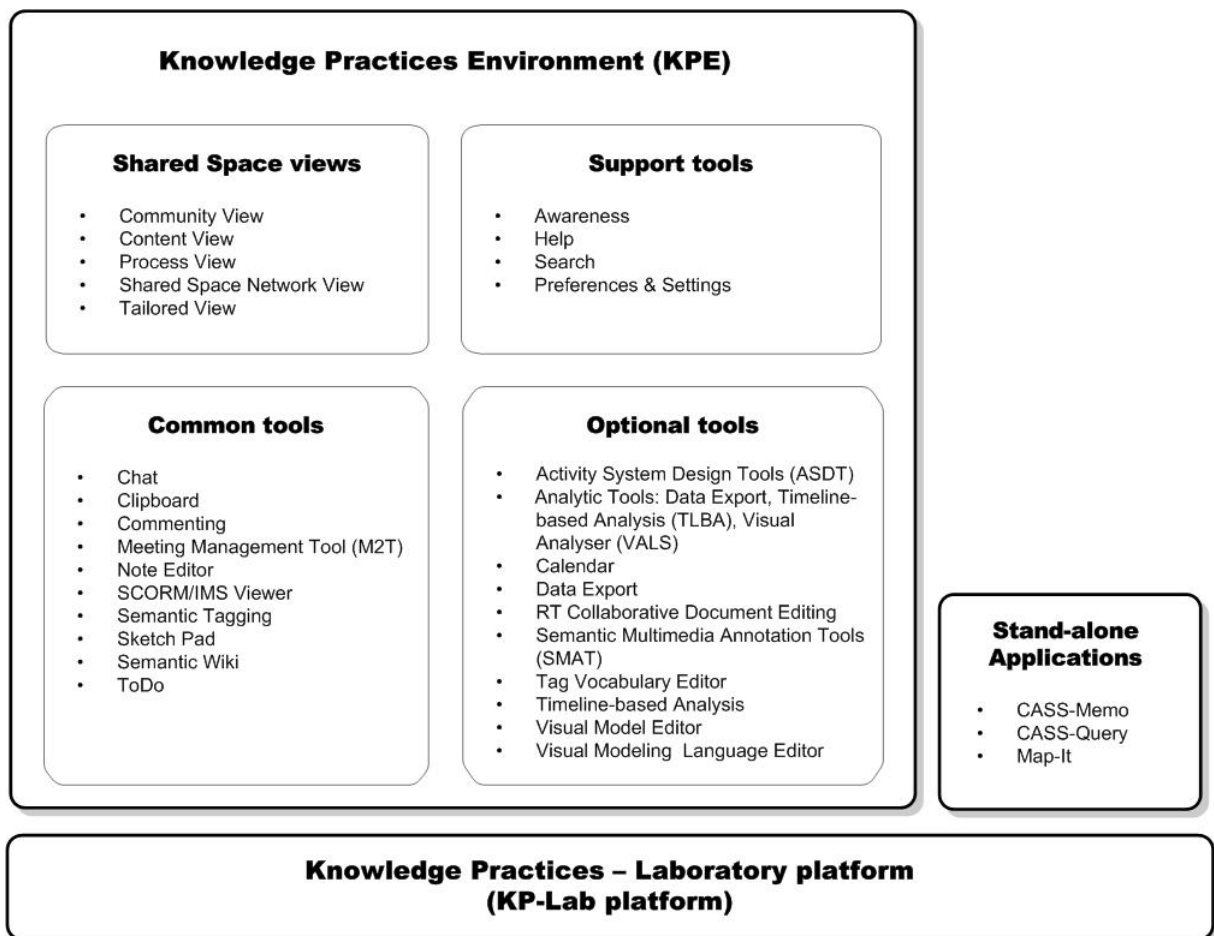 Knowledge Practices Environment (KPE)
Shared Space views
• Community View
• Content View
• Process View
• Shared Space Network View
• Tailored View
Support tools
• Awareness
• Help
• Search
• Preferences & Settings
Common tools
• Chat
• Clipboard
• Commenting
• Meeting Management Tool (M2T)
• Note Editor
• SCORM/IMS Viewer
• Semantic Tagging
• Sketch Pad
• Semantic Wiki
• ToDo
Optional tools
• Activity System Design Tools (ASDT)
• Analytic Tools: Data Export, Timeline-
based Analysis (TLBA), Visual
Analyser (VALS)
• Calendar
• Data Export
• RT Collaborative Document Editing
• Semantic Multimedia Annotation Tools
(SMAT)
• Tag Vocabulary Editor
• Timeline-based Analysis
• Visual Model Editor
• Visual Modeling Language Editor
Stand-alone
Applications
• CASS-Memo
• CASS-Query
• Map-It
Knowledge Practices – Laboratory platform
(KP-Lab platform)